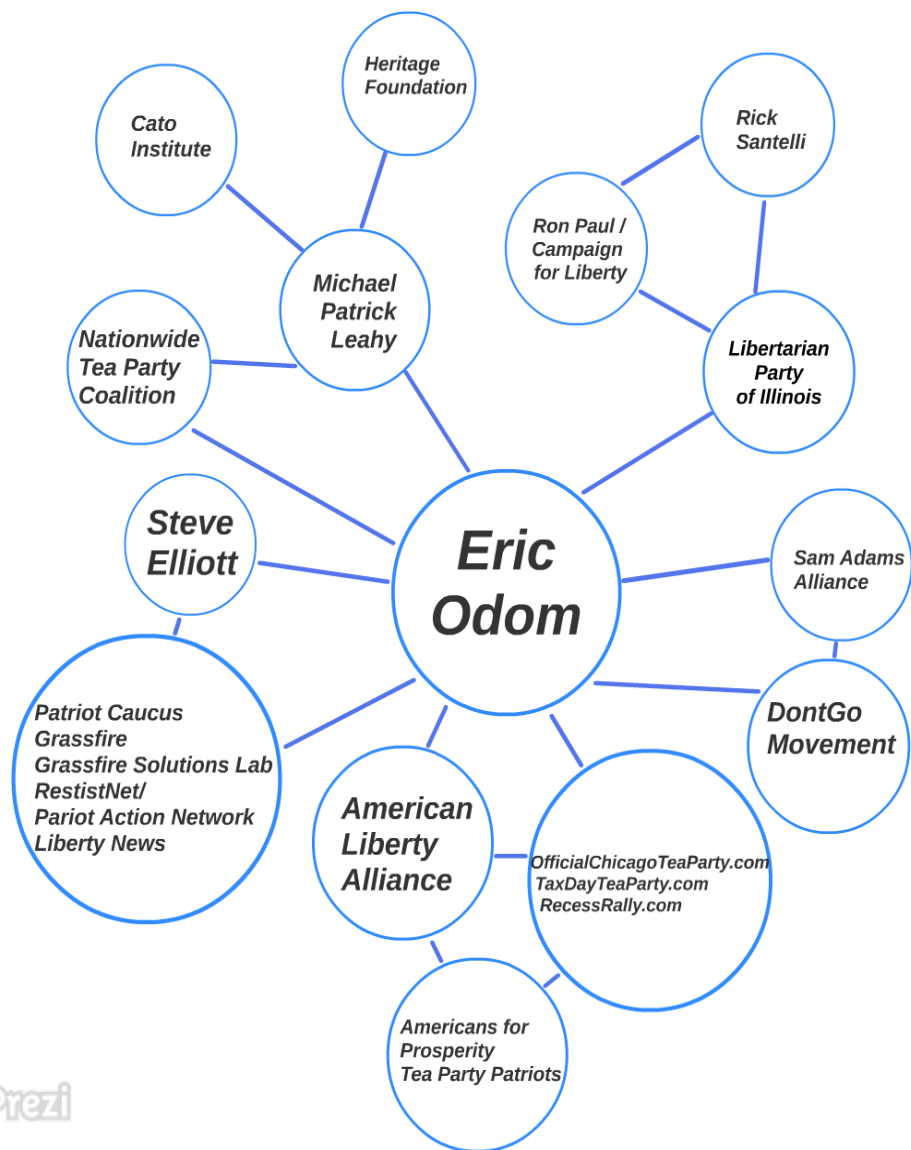 Heritage
Foundation
Cato
Institute
Rick
Santelli
Ron Paul /
Campaign
for Liberty
Michael
Patrick
Leahy
Nationwide
Tea Party
Coalition
Libertarian
Party
of Illinois
Steve
Elliott
Eric
Odom
Sam Adams
Alliance
Patriot Caucus
Grassfire
Grassfire Solutions Lab
RestistNet/
Pariot Action Network
Liberty News
DontGo
Movement
American
Liberty
Alliance
OfficialChicagoTeaParty.com
TaxDayTeaParty.com
RecessRally.com
Americans for
Prosperity
Tea Party Patriots
Prezi